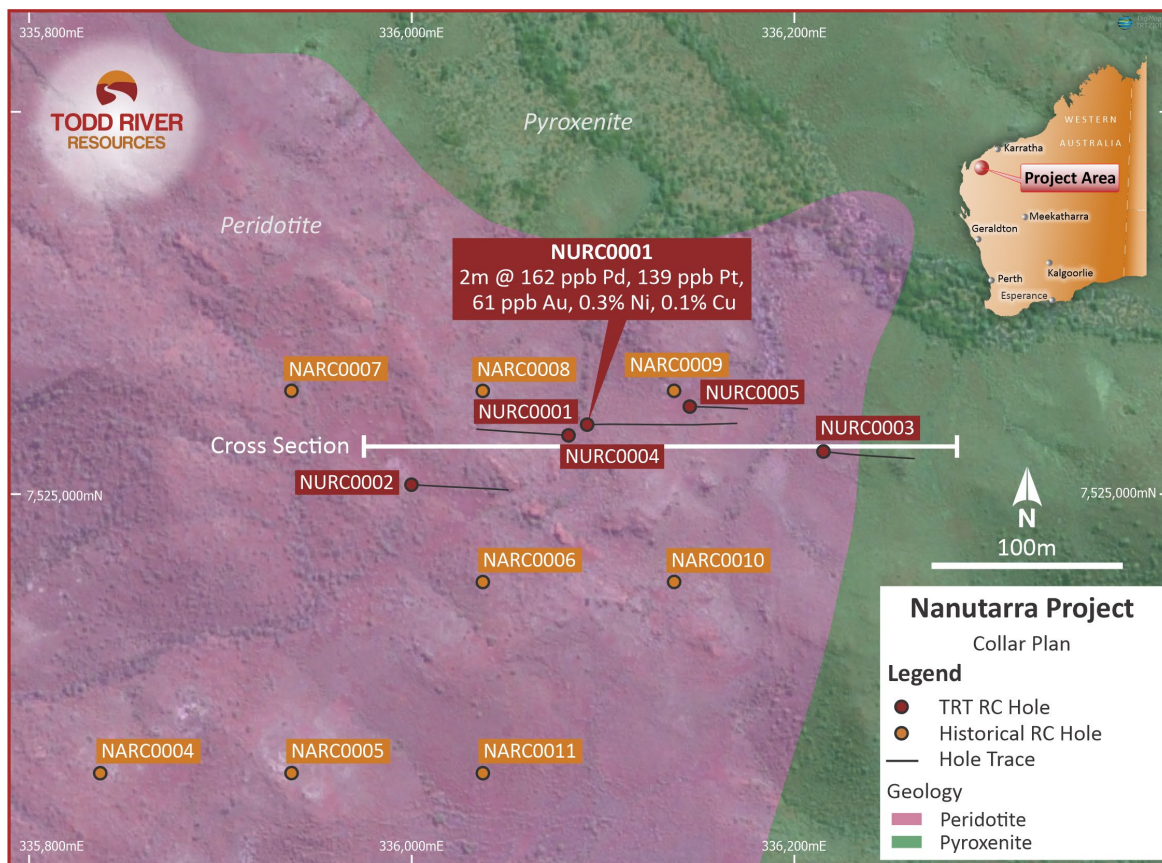 335,800mE
336,000mE
336,200mE
TODD RIVER
RESOURCES
Pyroxenite
Peridotite
WESTERN
AUSTRALIA
Karratha
Project Area
Meekatharra
Geraldton
Kalgoorlie
Perth
Esperance
NURC0001
2m @ 162 ppb Pd, 139 ppb Pt,
61 ppb Au, 0.3% Ni, 0.1% Cu
NARC0007
NARC0008
NARC0009
NURC0005
NURC0001
NURC0003
Cross Section
NURC0004
NURC0002
7,525,000mN
7,525,000mN
N
100m
NARC0006
NARC0010
NARC0004
NARC0005
NARC0011
Nanutarra Project
Collar Plan
Legend
TRT RC Hole
Historical RC Hole
Hole Trace
Geology
Peridotite
Pyroxenite
335,800mE
336,000mE
336,200mE